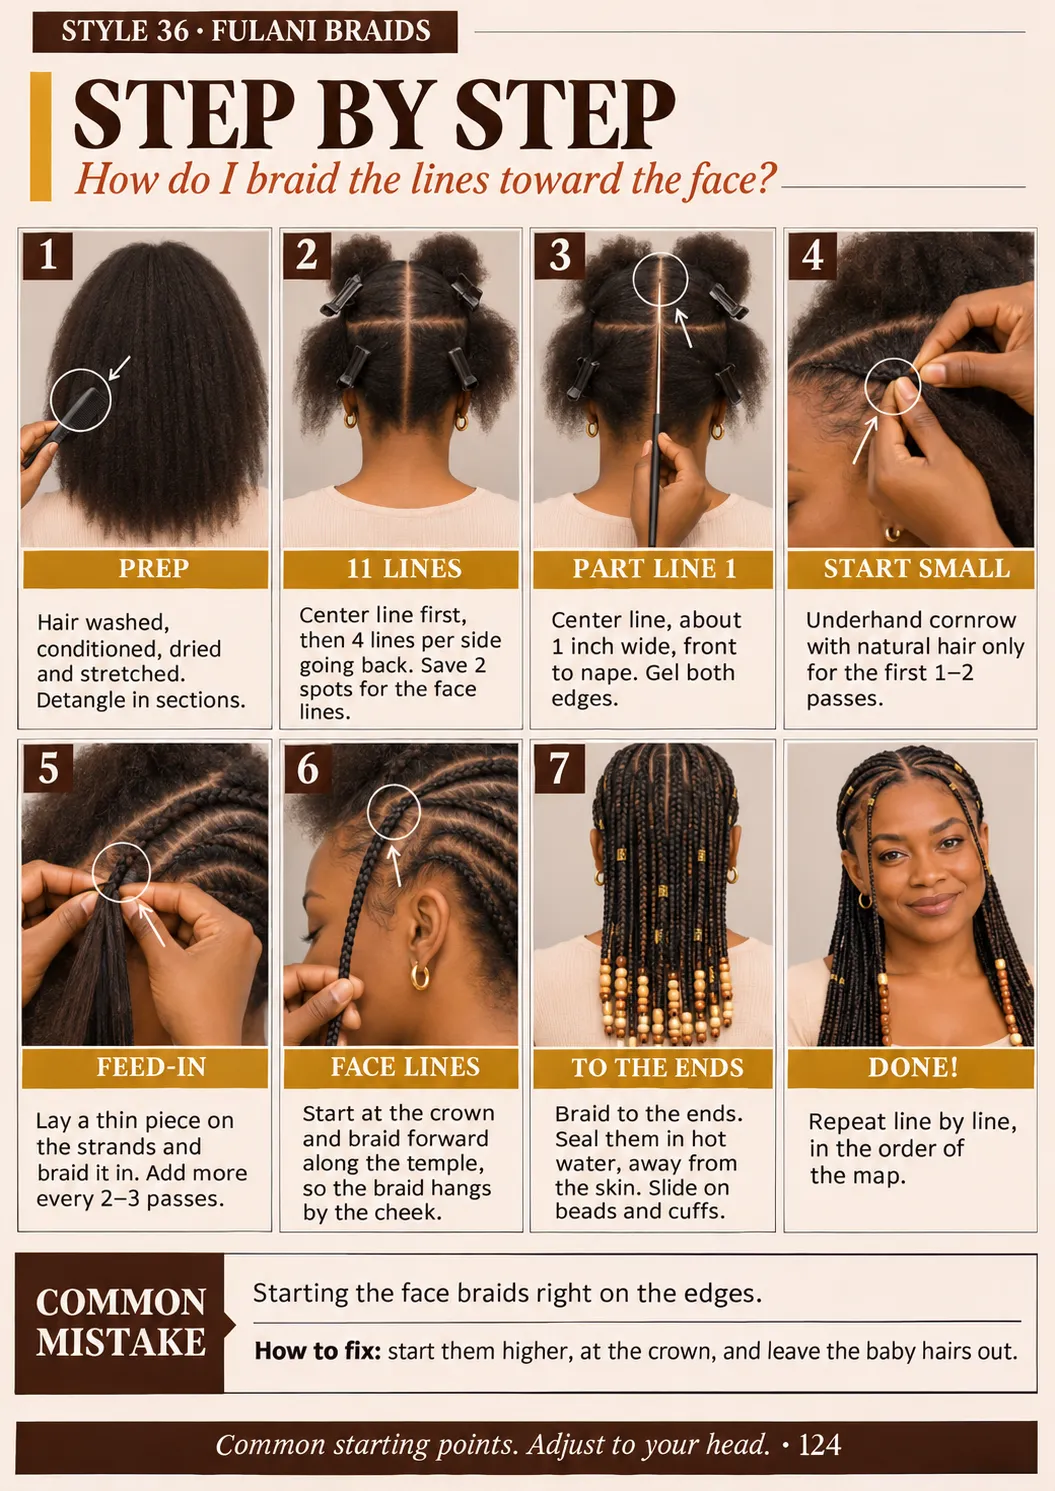 STYLE 36 · FULANI BRAIDS
STEP BY STEP
How do I braid the lines toward the face?
1
PREP
Hair washed,
conditioned, dried
and stretched.
Detangle in sections.
2
11 LINES
Center line first,
then 4 lines per side
going back. Save 2
spots for the face
lines.
3
PART LINE 1
Center line, about
1 inch wide, front
to nape. Gel both
edges.
4
START SMALL
Underhand cornrow
with natural hair only
for the first 1–2
passes.
5
FEED-IN
Lay a thin piece on
the strands and
braid it in. Add more
every 2–3 passes.
6
FACE LINES
Start at the crown
and braid forward
along the temple,
so the braid hangs
by the cheek.
7
TO THE ENDS
Braid to the ends.
Seal them in hot
water, away from
the skin. Slide on
beads and cuffs.
DONE!
Repeat line by line,
in the order of
the map.
COMMON
MISTAKE
Starting the face braids right on the edges.
How to fix: start them higher, at the crown, and leave the baby hairs out.
Common starting points. Adjust to your head. · 124